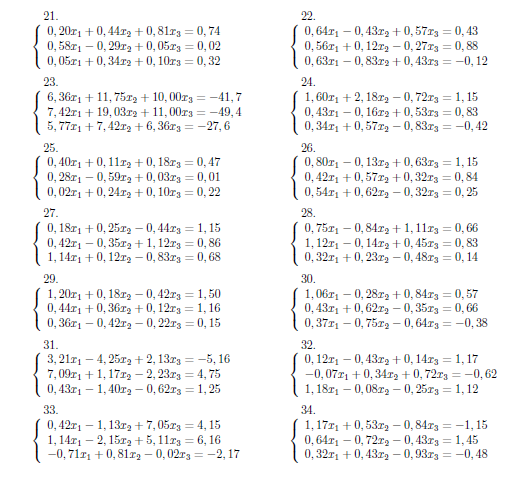 21.
0,20x₁ + 0,44x₂ + 0,81x₃ = 0,74
0,58x₁ − 0,29x₂ + 0,05x₃ = 0,02
0,05x₁ + 0,34x₂ + 0,10x₃ = 0,32
22.
0,64x₁ − 0,43x₂ + 0,57x₃ = 0,43
0,56x₁ + 0,12x₂ − 0,27x₃ = 0,88
0,63x₁ − 0,83x₂ + 0,43x₃ = −0,12
23.
6,36x₁ + 11,75x₂ + 10,00x₃ = −41,7
7,42x₁ + 19,03x₂ + 11,00x₃ = −49,4
5,77x₁ + 7,42x₂ + 6,36x₃ = −27,6
24.
1,60x₁ + 2,18x₂ − 0,72x₃ = 1,15
0,43x₁ − 0,16x₂ + 0,53x₃ = 0,83
0,34x₁ + 0,57x₂ − 0,83x₃ = −0,42
25.
0,40x₁ + 0,11x₂ + 0,18x₃ = 0,47
0,28x₁ − 0,59x₂ + 0,03x₃ = 0,01
0,02x₁ + 0,24x₂ + 0,10x₃ = 0,22
26.
0,80x₁ − 0,13x₂ + 0,63x₃ = 1,15
0,42x₁ + 0,57x₂ + 0,32x₃ = 0,84
0,54x₁ + 0,62x₂ − 0,32x₃ = 0,25
27.
0,18x₁ + 0,25x₂ − 0,44x₃ = 1,15
0,42x₁ − 0,35x₂ + 1,12x₃ = 0,86
1,14x₁ + 0,12x₂ − 0,83x₃ = 0,68
28.
0,75x₁ − 0,84x₂ + 1,11x₃ = 0,66
1,12x₁ − 0,14x₂ + 0,45x₃ = 0,83
0,32x₁ + 0,23x₂ − 0,48x₃ = 0,14
29.
1,20x₁ + 0,18x₂ − 0,42x₃ = 1,50
0,44x₁ + 0,36x₂ + 0,12x₃ = 1,16
0,36x₁ − 0,42x₂ − 0,22x₃ = 0,15
30.
1,06x₁ − 0,28x₂ + 0,84x₃ = 0,57
0,43x₁ + 0,62x₂ − 0,35x₃ = 0,66
0,37x₁ − 0,75x₂ − 0,64x₃ = −0,38
31.
3,21x₁ − 4,25x₂ + 2,13x₃ = −5,16
7,09x₁ + 1,17x₂ − 2,23x₃ = 4,75
0,43x₁ − 1,40x₂ − 0,62x₃ = 1,25
32.
0,12x₁ − 0,43x₂ + 0,14x₃ = 1,17
−0,07x₁ + 0,34x₂ + 0,72x₃ = −0,62
1,18x₁ − 0,08x₂ − 0,25x₃ = 1,12
33.
0,42x₁ − 1,13x₂ + 7,05x₃ = 4,15
1,14x₁ − 2,15x₂ + 5,11x₃ = 6,16
−0,71x₁ + 0,81x₂ − 0,02x₃ = −2,17
34.
1,17x₁ + 0,53x₂ − 0,84x₃ = −1,15
0,64x₁ − 0,72x₂ − 0,43x₃ = 1,45
0,32x₁ + 0,43x₂ − 0,93x₃ = −0,48